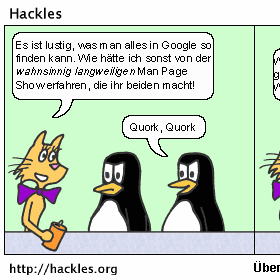 Hackles
Es ist lustig, was man alles in Google so
finden kann. Wie hätte ich sonst von der
wahnsinnig langweiligen Man Page
Showerfahren, die ihr beiden macht!
Quork, Quork
http://hackles.org